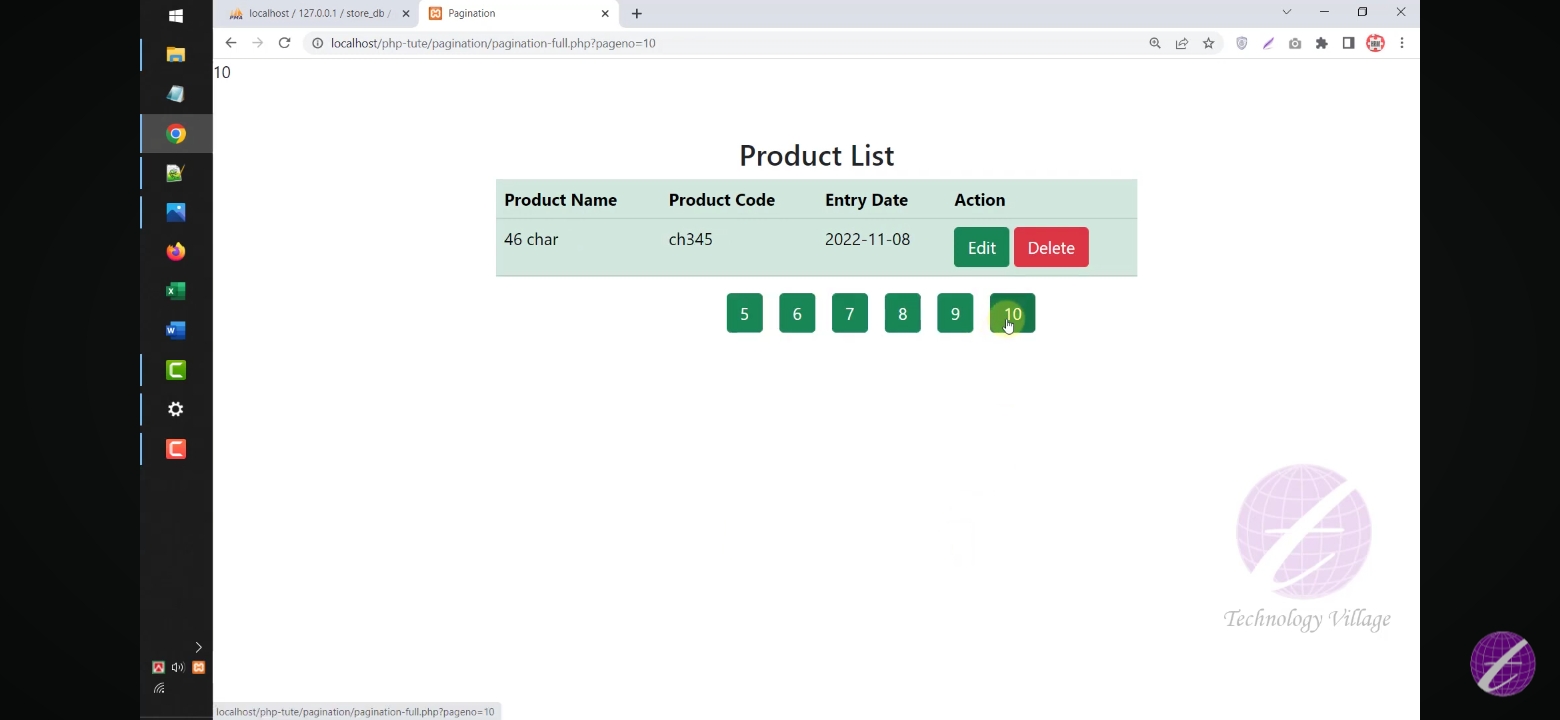 localhost / 127.0.0.1 / store_db /
Pagination
localhost/php-tute/pagination/pagination-full.php?pageno=10
10
Product List
Product Name Product Code Entry Date Action
46 char ch345 2022-11-08 Edit Delete
5 6 7 8 9 10
Technology Village
localhost/php-tute/pagination/pagination-full.php?pageno=10